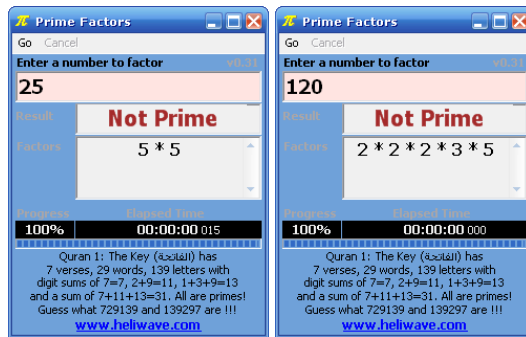 Prime Factors
Go Cancel
Enter a number to factor v0.31
25
Result Not Prime
Factors 5 * 5
Progress Elapsed Time
100% 00:00:00 015
Quran 1: The Key (الفاتحة) has
7 verses, 29 words, 139 letters with
digit sums of 7=7, 2+9=11, 1+3+9=13
and a sum of 7+11+13=31. All are primes!
Guess what 729139 and 139297 are !!!
www.heliwave.com
Prime Factors
Go Cancel
Enter a number to factor v0.31
120
Result Not Prime
Factors 2 * 2 * 2 * 3 * 5
Progress Elapsed Time
100% 00:00:00 000
Quran 1: The Key (الفاتحة) has
7 verses, 29 words, 139 letters with
digit sums of 7=7, 2+9=11, 1+3+9=13
and a sum of 7+11+13=31. All are primes!
Guess what 729139 and 139297 are !!!
www.heliwave.com